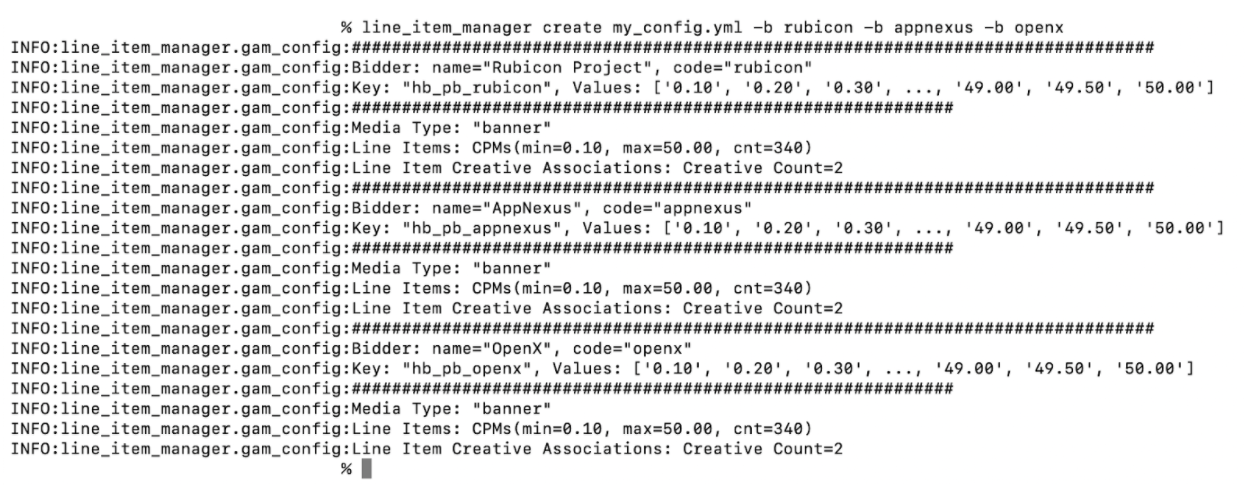 % line_item_manager create my_config.yml -b rubicon -b appnexus -b openx
INFO:line_item_manager.gam_config:################################################################################
INFO:line_item_manager.gam_config:Bidder: name="Rubicon Project", code="rubicon"
INFO:line_item_manager.gam_config:Key: "hb_pb_rubicon", Values: ['0.10', '0.20', '0.30', ..., '49.00', '49.50', '50.00']
INFO:line_item_manager.gam_config:############################################################
INFO:line_item_manager.gam_config:Media Type: "banner"
INFO:line_item_manager.gam_config:Line Items: CPMs(min=0.10, max=50.00, cnt=340)
INFO:line_item_manager.gam_config:Line Item Creative Associations: Creative Count=2
INFO:line_item_manager.gam_config:################################################################################
INFO:line_item_manager.gam_config:Bidder: name="AppNexus", code="appnexus"
INFO:line_item_manager.gam_config:Key: "hb_pb_appnexus", Values: ['0.10', '0.20', '0.30', ..., '49.00', '49.50', '50.00']
INFO:line_item_manager.gam_config:############################################################
INFO:line_item_manager.gam_config:Media Type: "banner"
INFO:line_item_manager.gam_config:Line Items: CPMs(min=0.10, max=50.00, cnt=340)
INFO:line_item_manager.gam_config:Line Item Creative Associations: Creative Count=2
INFO:line_item_manager.gam_config:################################################################################
INFO:line_item_manager.gam_config:Bidder: name="OpenX", code="openx"
INFO:line_item_manager.gam_config:Key: "hb_pb_openx", Values: ['0.10', '0.20', '0.30', ..., '49.00', '49.50', '50.00']
INFO:line_item_manager.gam_config:############################################################
INFO:line_item_manager.gam_config:Media Type: "banner"
INFO:line_item_manager.gam_config:Line Items: CPMs(min=0.10, max=50.00, cnt=340)
INFO:line_item_manager.gam_config:Line Item Creative Associations: Creative Count=2
%